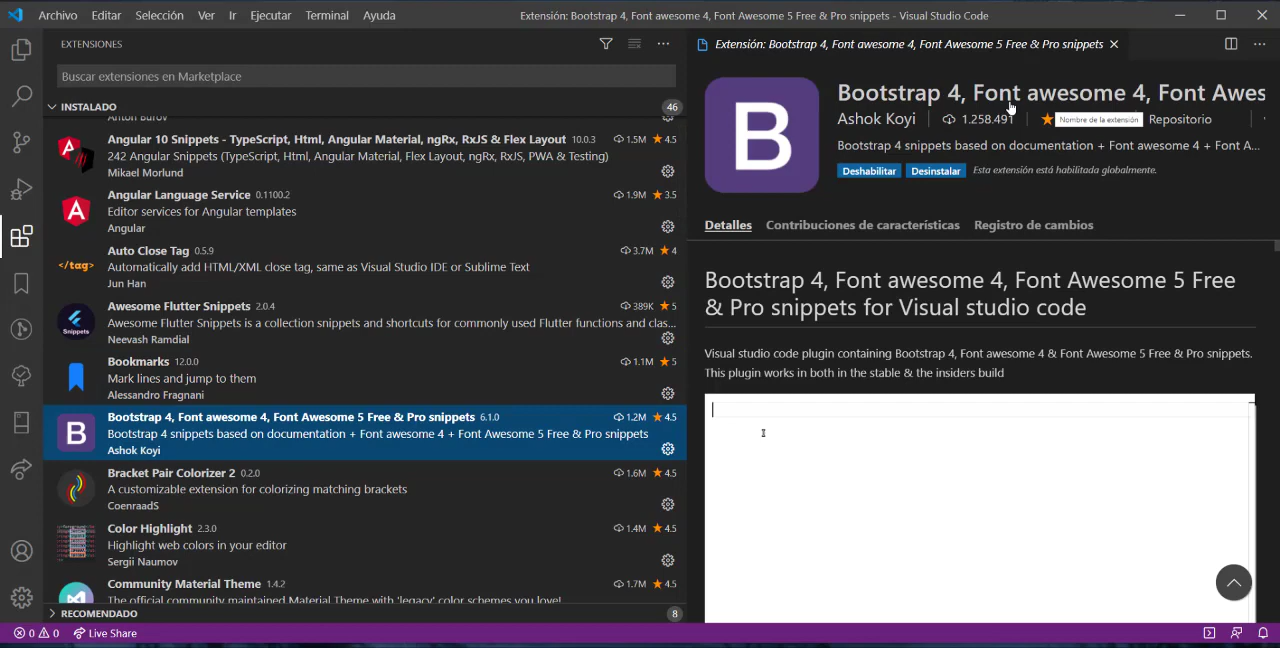 Archivo Editar Selección Ver Ir Ejecutar Terminal Ayuda
Extensión: Bootstrap 4, Font awesome 4, Font Awesome 5 Free & Pro snippets - Visual Studio Code
EXTENSIONES
Buscar extensiones en Marketplace
INSTALADO 46
Anton Burov
Angular 10 Snippets - TypeScript, Html, Angular Material, ngRx, RxJS & Flex Layout 10.0.3 1.5M 4.5
242 Angular Snippets (TypeScript, Html, Angular Material, Flex Layout, ngRx, RxJS, PWA & Testing)
Mikael Morlund
Angular Language Service 0.1100.2 1.9M 3.5
Editor services for Angular templates
Angular
</tag>
Auto Close Tag 0.5.9 3.7M 4
Automatically add HTML/XML close tag, same as Visual Studio IDE or Sublime Text
Jun Han
Snippets
Awesome Flutter Snippets 2.0.4 389K 5
Awesome Flutter Snippets is a collection snippets and shortcuts for commonly used Flutter functions and clas...
Neevash Ramdial
Bookmarks 12.0.0 1.1M 5
Mark lines and jump to them
Alessandro Fragnani
B
Bootstrap 4, Font awesome 4, Font Awesome 5 Free & Pro snippets 6.1.0 1.2M 4.5
Bootstrap 4 snippets based on documentation + Font awesome 4 + Font Awesome 5 Free & Pro snippets
Ashok Koyi
Bracket Pair Colorizer 2 0.2.0 1.6M 4.5
A customizable extension for colorizing matching brackets
CoenraadS
Color Highlight 2.3.0 1.4M 4.5
Highlight web colors in your editor
Sergii Naumov
Community Material Theme 1.4.2 1.7M 4.5
The official community maintained Material Theme with 'legacy' color schemes you love!
RECOMENDADO 8
Extensión: Bootstrap 4, Font awesome 4, Font Awesome 5 Free & Pro snippets
B
Bootstrap 4, Font awesome 4, Font Awes
Ashok Koyi 1.258.491 Nombre de la extensión Repositorio
Bootstrap 4 snippets based on documentation + Font awesome 4 + Font A...
Deshabilitar Desinstalar Esta extensión está habilitada globalmente.
Detalles Contribuciones de características Registro de cambios
Bootstrap 4, Font awesome 4, Font Awesome 5 Free
& Pro snippets for Visual studio code
Visual studio code plugin containing Bootstrap 4, Font awesome 4 & Font Awesome 5 Free & Pro snippets.
This plugin works in both in the stable & the insiders build
0 0 Live Share